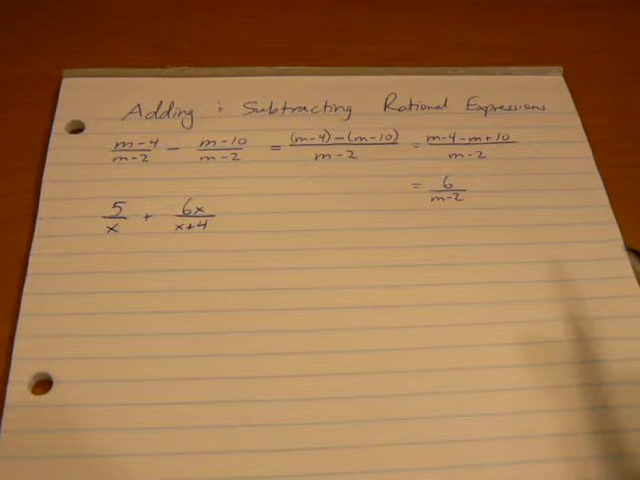 Adding & Subtracting Rational Expressions
(m-4)/(m-2) - (m-10)/(m-2) = ((m-4)-(m-10))/(m-2) = (m-4-m+10)/(m-2)
= 6/(m-2)
5/x + 6x/(x+4)